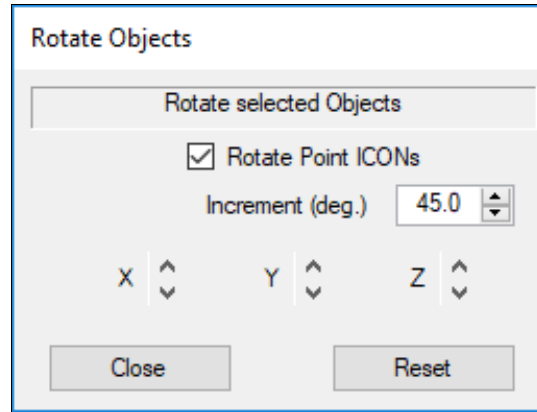 Rotate Objects
Rotate selected Objects
Rotate Point ICONs
Increment (deg.) 45.0
X Y Z
Close Reset